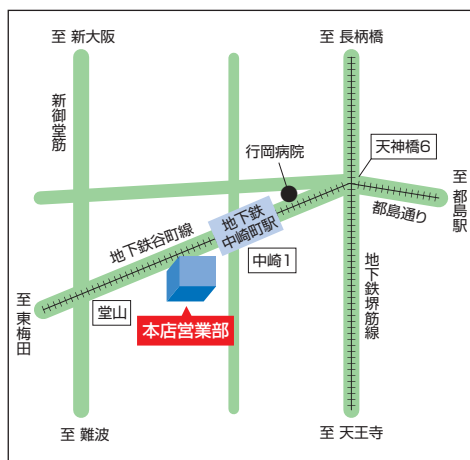 至 新大阪
至 長柄橋
新御堂筋
行岡病院
天神橋6
至 都島駅
都島通り
地下鉄
中崎町駅
地下鉄谷町線
中崎1
地下鉄堺筋線
至 東梅田
堂山
本店営業部
至 難波
至 天王寺